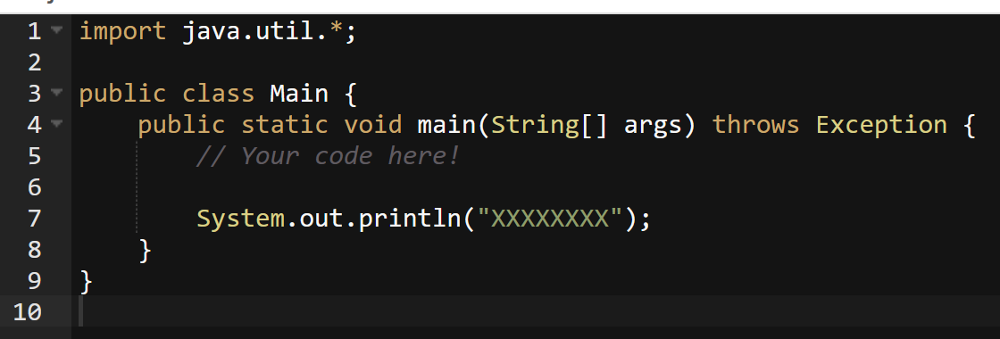 1 import java.util.*;
2
3 public class Main {
4     public static void main(String[] args) throws Exception {
5         // Your code here!
6
7         System.out.println("XXXXXXXX");
8     }
9 }
10